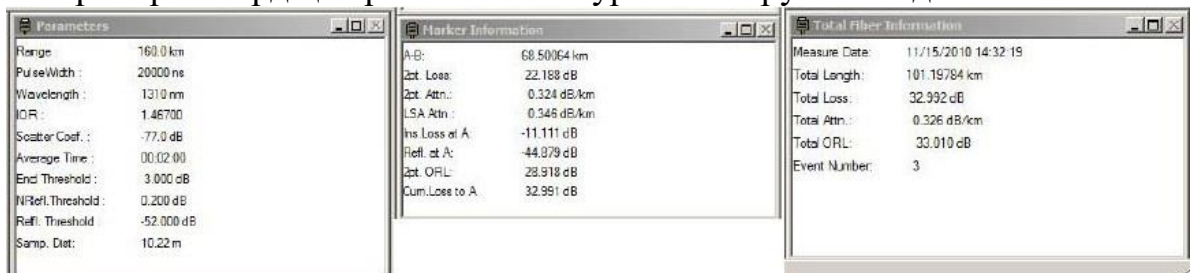 Parameters
Range : 160.0 km
PulseWidth : 20000 ns
Wavelength : 1310 nm
IOR : 1.46700
Scatter Coef. : -77.0 dB
Average Time : 00:02:00
End Threshold : 3.000 dB
NRefl.Threshold : 0.200 dB
Refl. Threshold : -52.000 dB
Samp. Dist: 10.22 m
Marker Information
A-B: 68.50064 km
2pt. Loss: 22.188 dB
2pt. Attn.: 0.324 dB/km
LSA Attn : 0.346 dB/km
Ins.Loss at A: -11.111 dB
Refl. at A: -44.879 dB
2pt. ORL: 28.918 dB
Cum.Loss to A 32.991 dB
Total Fiber Information
Measure Date: 11/15/2010 14:32:19
Total Length: 101.19784 km
Total Loss: 32.992 dB
Total Attn.: 0.326 dB/km
Total ORL: 33.010 dB
Event Number: 3